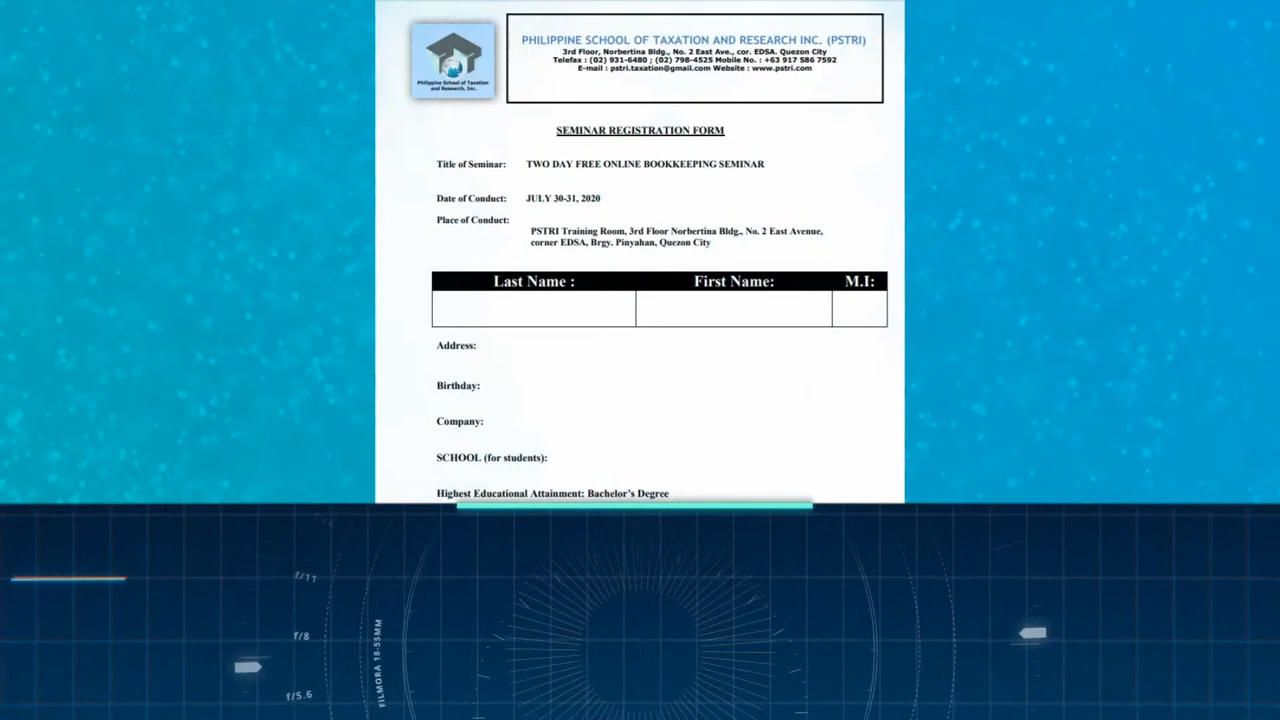 PHILIPPINE SCHOOL OF TAXATION AND RESEARCH INC. (PSTRI)
3rd Floor, Norbertina Bldg., No. 2 East Ave., cor. EDSA. Quezon City
Telefax : (02) 931-6480 ; (02) 798-4525 Mobile No. : +63 917 586 7592
E-mail : pstri.taxation@gmail.com Website : www.pstri.com
Philippine School of Taxation
and Research, Inc.
SEMINAR REGISTRATION FORM
Title of Seminar: TWO DAY FREE ONLINE BOOKKEEPING SEMINAR
Date of Conduct: JULY 30-31, 2020
Place of Conduct:
PSTRI Training Room, 3rd Floor Norbertina Bldg., No. 2 East Avenue,
corner EDSA, Brgy. Pinyahan, Quezon City
Last Name : First Name: M.I:
Address:
Birthday:
Company:
SCHOOL (for students):
Highest Educational Attainment: Bachelor's Degree
f/11
f/8
f/5.6
FILMORA 18-55MM